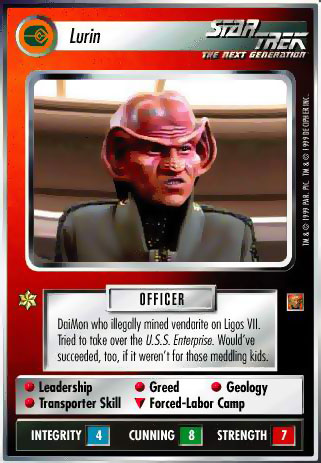 Lurin
STAR TREK
THE NEXT GENERATION
TM & © 1999 PAR. PIC. TM & © 1999 DECIPHER INC.
OFFICER
DaiMon who illegally mined vendarite on Ligos VII.
Tried to take over the U.S.S. Enterprise. Would've
succeeded, too, if it weren't for those meddling kids.
Leadership Greed Geology
Transporter Skill Forced-Labor Camp
INTEGRITY 4 CUNNING 8 STRENGTH 7